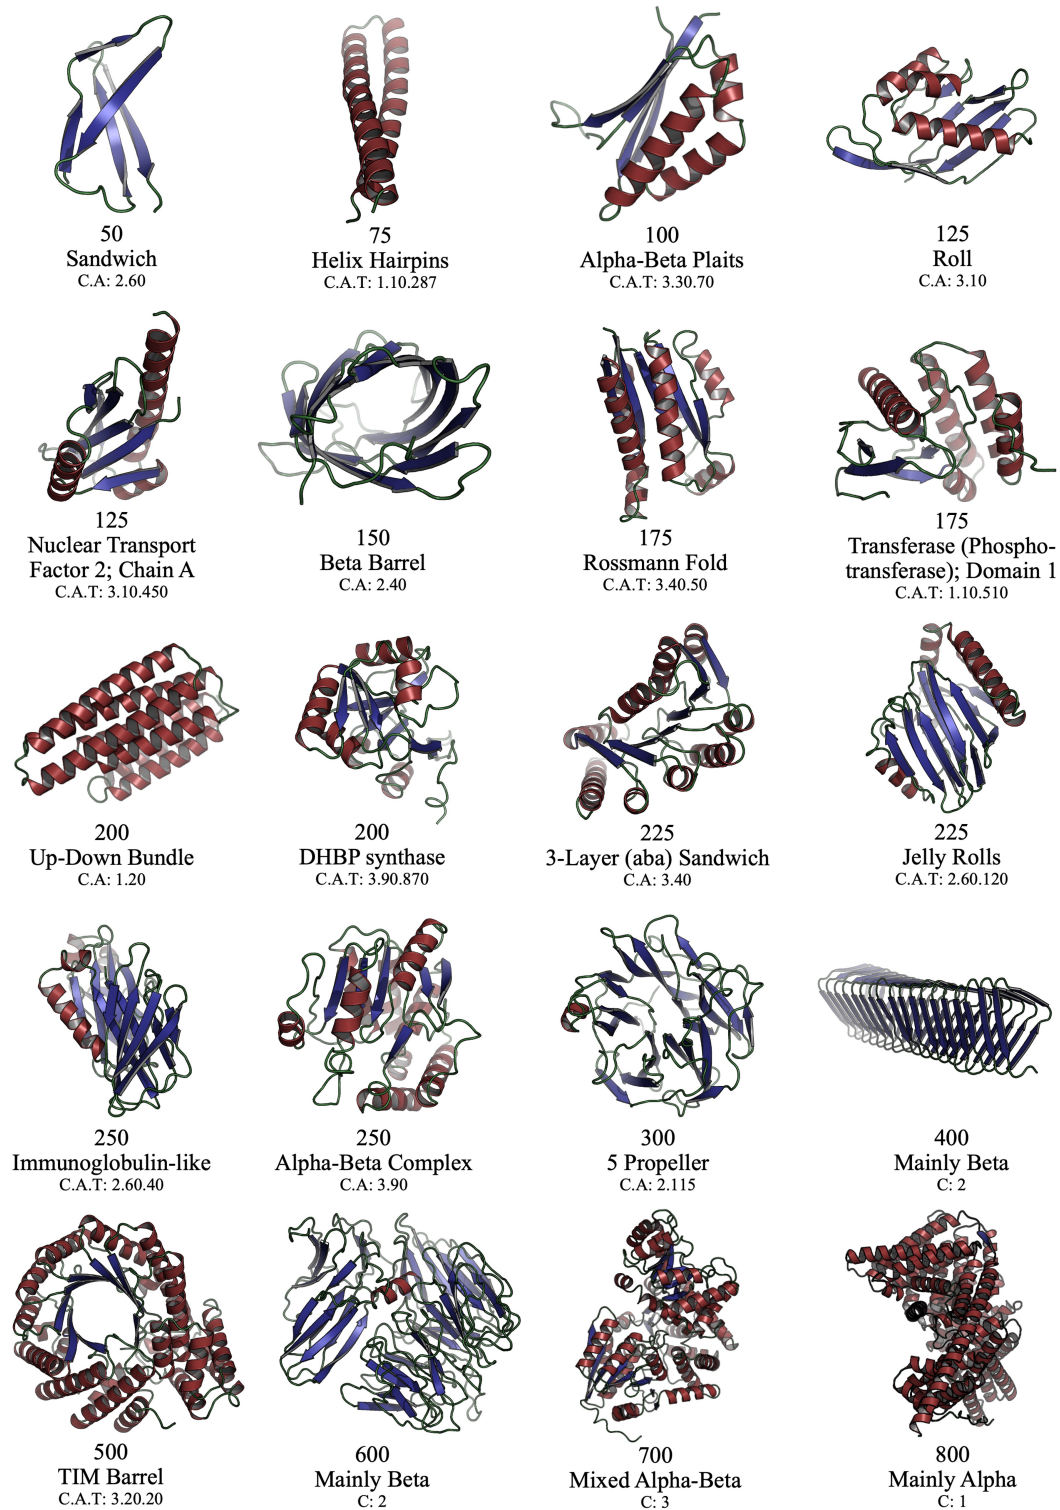 50
Sandwich
C.A: 2.60
75
Helix Hairpins
C.A.T: 1.10.287
100
Alpha-Beta Plaits
C.A.T: 3.30.70
125
Roll
C.A: 3.10
125
Nuclear Transport
Factor 2; Chain A
C.A.T: 3.10.450
150
Beta Barrel
C.A: 2.40
175
Rossmann Fold
C.A.T: 3.40.50
175
Transferase (Phospho-
transferase); Domain 1
C.A.T: 1.10.510
200
Up-Down Bundle
C.A: 1.20
200
DHBP synthase
C.A.T: 3.90.870
225
3-Layer (aba) Sandwich
C.A: 3.40
225
Jelly Rolls
C.A.T: 2.60.120
250
Immunoglobulin-like
C.A.T: 2.60.40
250
Alpha-Beta Complex
C.A: 3.90
300
5 Propeller
C.A: 2.115
400
Mainly Beta
C: 2
500
TIM Barrel
C.A.T: 3.20.20
600
Mainly Beta
C: 2
700
Mixed Alpha-Beta
C: 3
800
Mainly Alpha
C: 1